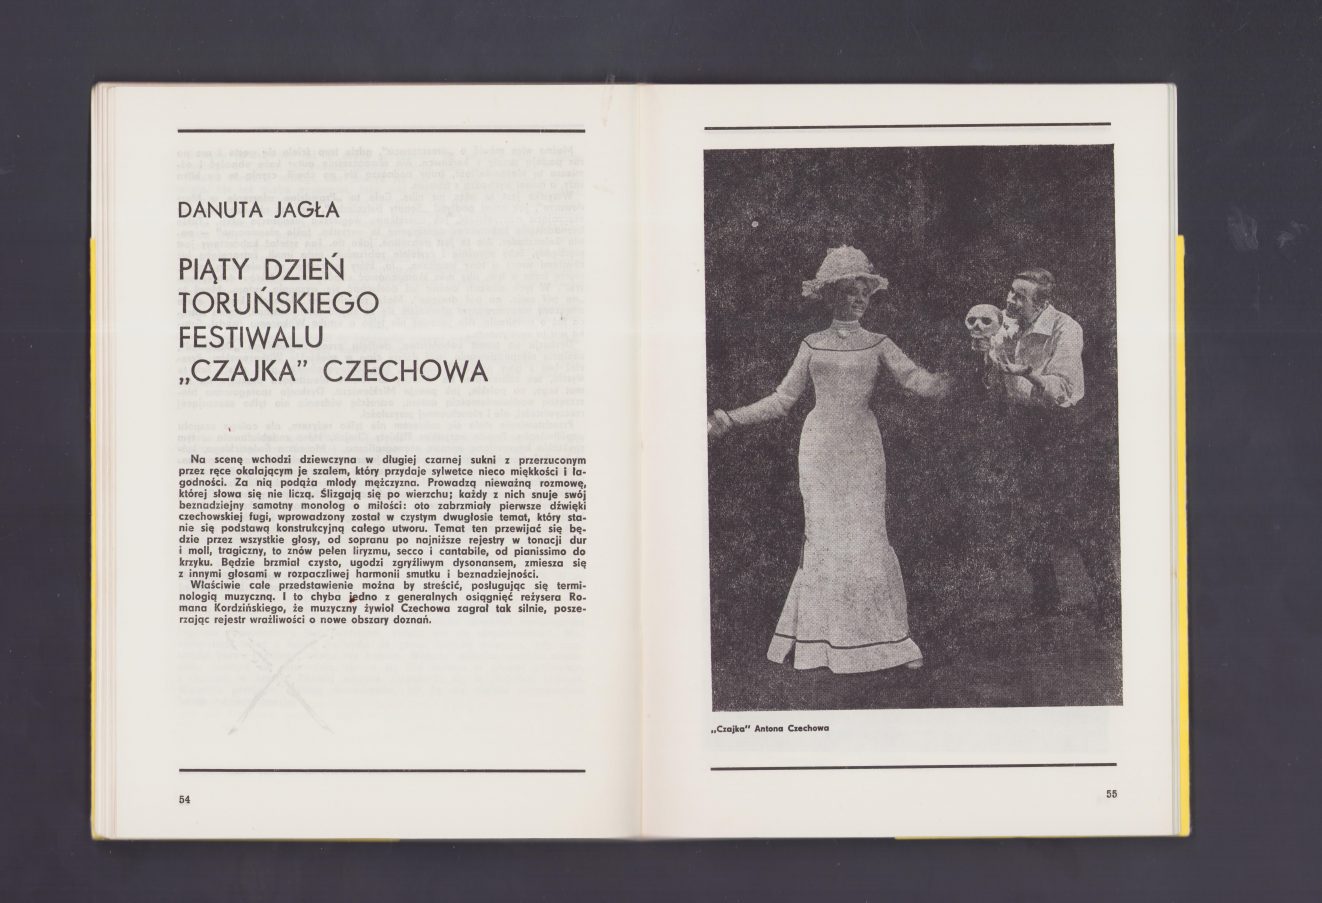 DANUTA JAGŁA
PIĄTY DZIEŃ
TORUŃSKIEGO
FESTIWALU
„CZAJKA” CZECHOWA
Na scenę wchodzi dziewczyna w długiej czarnej sukni z przerzuconym
przez ręce okalającym je szalem, który przydaje sylwetce nieco miękkości i ła-
godności. Za nią podąża młody mężczyzna. Prowadzą nieważną rozmowę,
której słowa się nie liczą. Ślizgają się po wierzchu; każdy z nich snuje swój
beznadziejny samotny monolog o miłości: oto zabrzmiały pierwsze dźwięki
czechowskiej fugi, wprowadzony został w czystym dwugłosie temat, który sta-
nie się podstawą konstrukcyjną całego utworu. Temat ten przewijać się bę-
dzie przez wszystkie głosy, od sopranu po najniższe rejestry w tonacji dur
i moll, tragiczny, to znów pełen liryzmu, secco i cantabile, od pianissimo do
krzyku. Będzie brzmiał czysto, ugodzi zgryźliwym dysonansem, zmiesza się
z innymi głosami w rozpaczliwej harmonii smutku i beznadziejności.
Właściwie całe przedstawienie można by streścić, posługując się termi-
nologią muzyczną. I to chyba jedno z generalnych osiągnięć reżysera Ro-
mana Kordzińskiego, że muzyczny żywioł Czechowa zagrał tak silnie, posze-
rzając rejestr wrażliwości o nowe obszary doznań.
54
„Czajka” Antona Czechowa
55